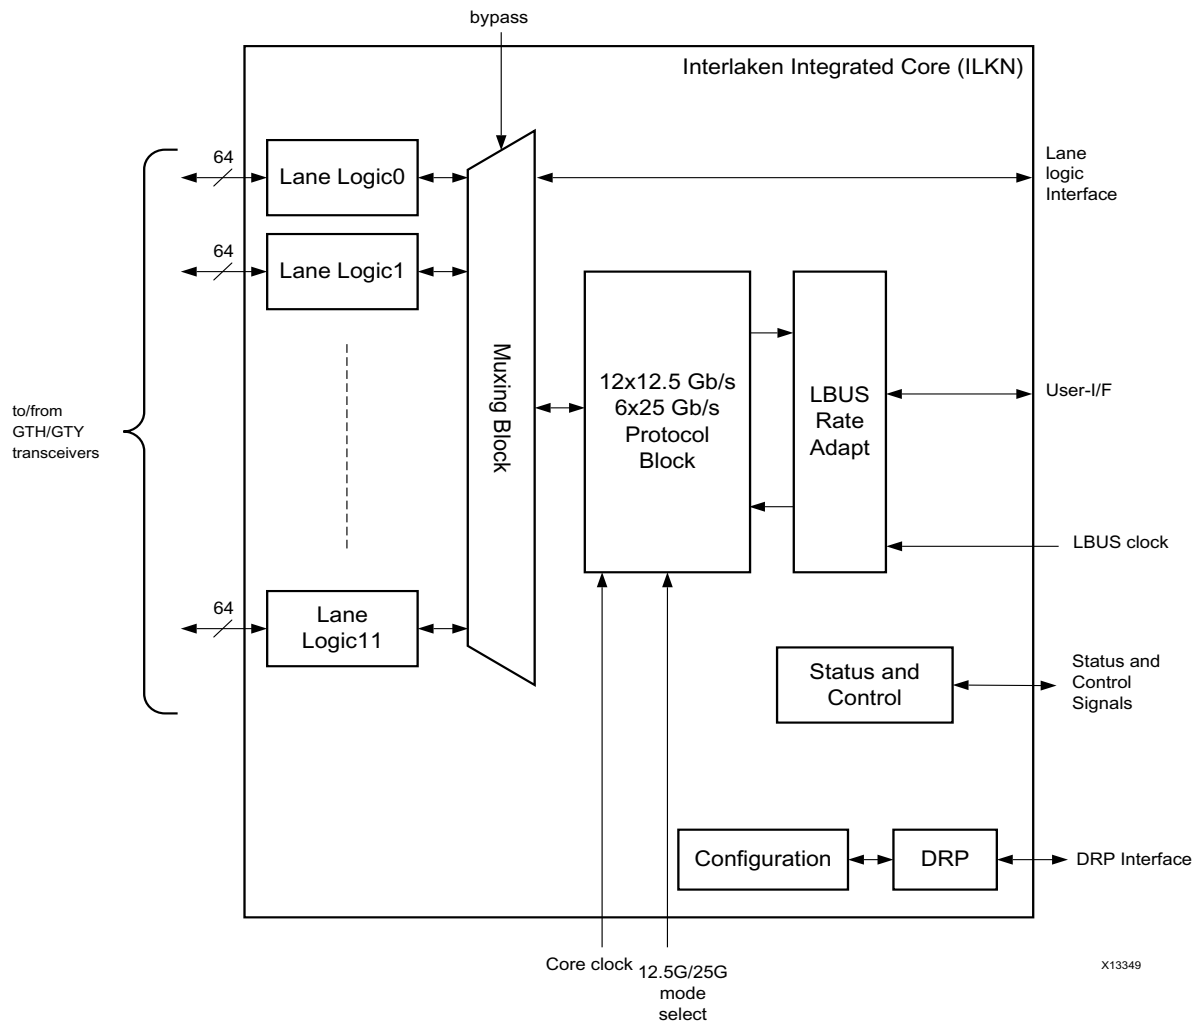 bypass
Interlaken Integrated Core (ILKN)
64
Lane Logic0
Lane
logic
Interface
64
Lane Logic1
Muxing Block
12x12.5 Gb/s
6x25 Gb/s
Protocol
Block
LBUS
Rate
Adapt
User-I/F
to/from
GTH/GTY
transceivers
LBUS clock
64
Lane
Logic11
Status and
Control
Status and
Control
Signals
Configuration
DRP
DRP Interface
Core clock
12.5G/25G
mode
select
X13349